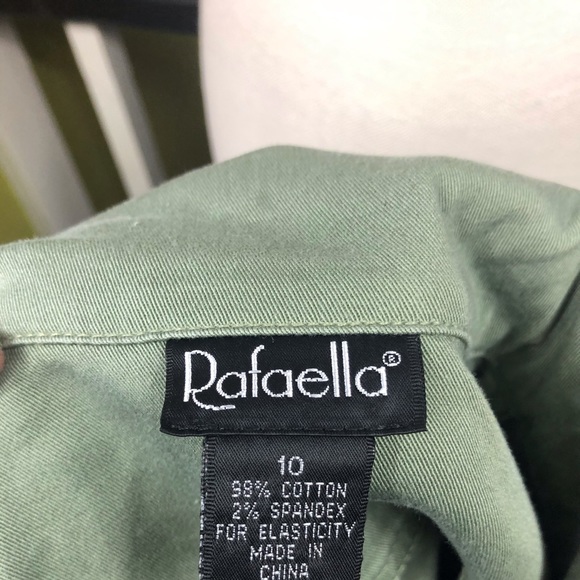 Rafaella®
10
98% COTTON
2% SPANDEX
FOR ELASTICITY
MADE IN
CHINA